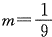 m = 1/9